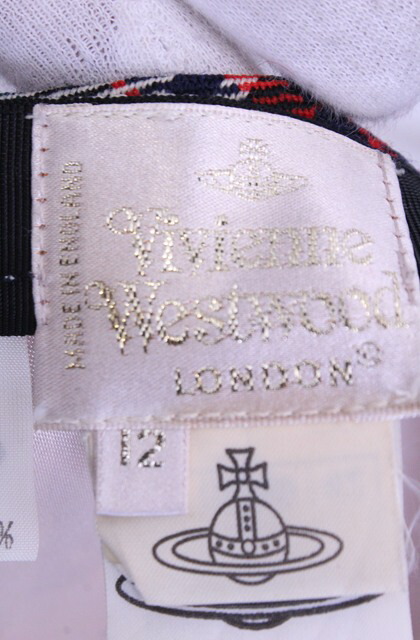 MADE IN ENGLAND
Vivienne
Westwood
LONDON®
12
%